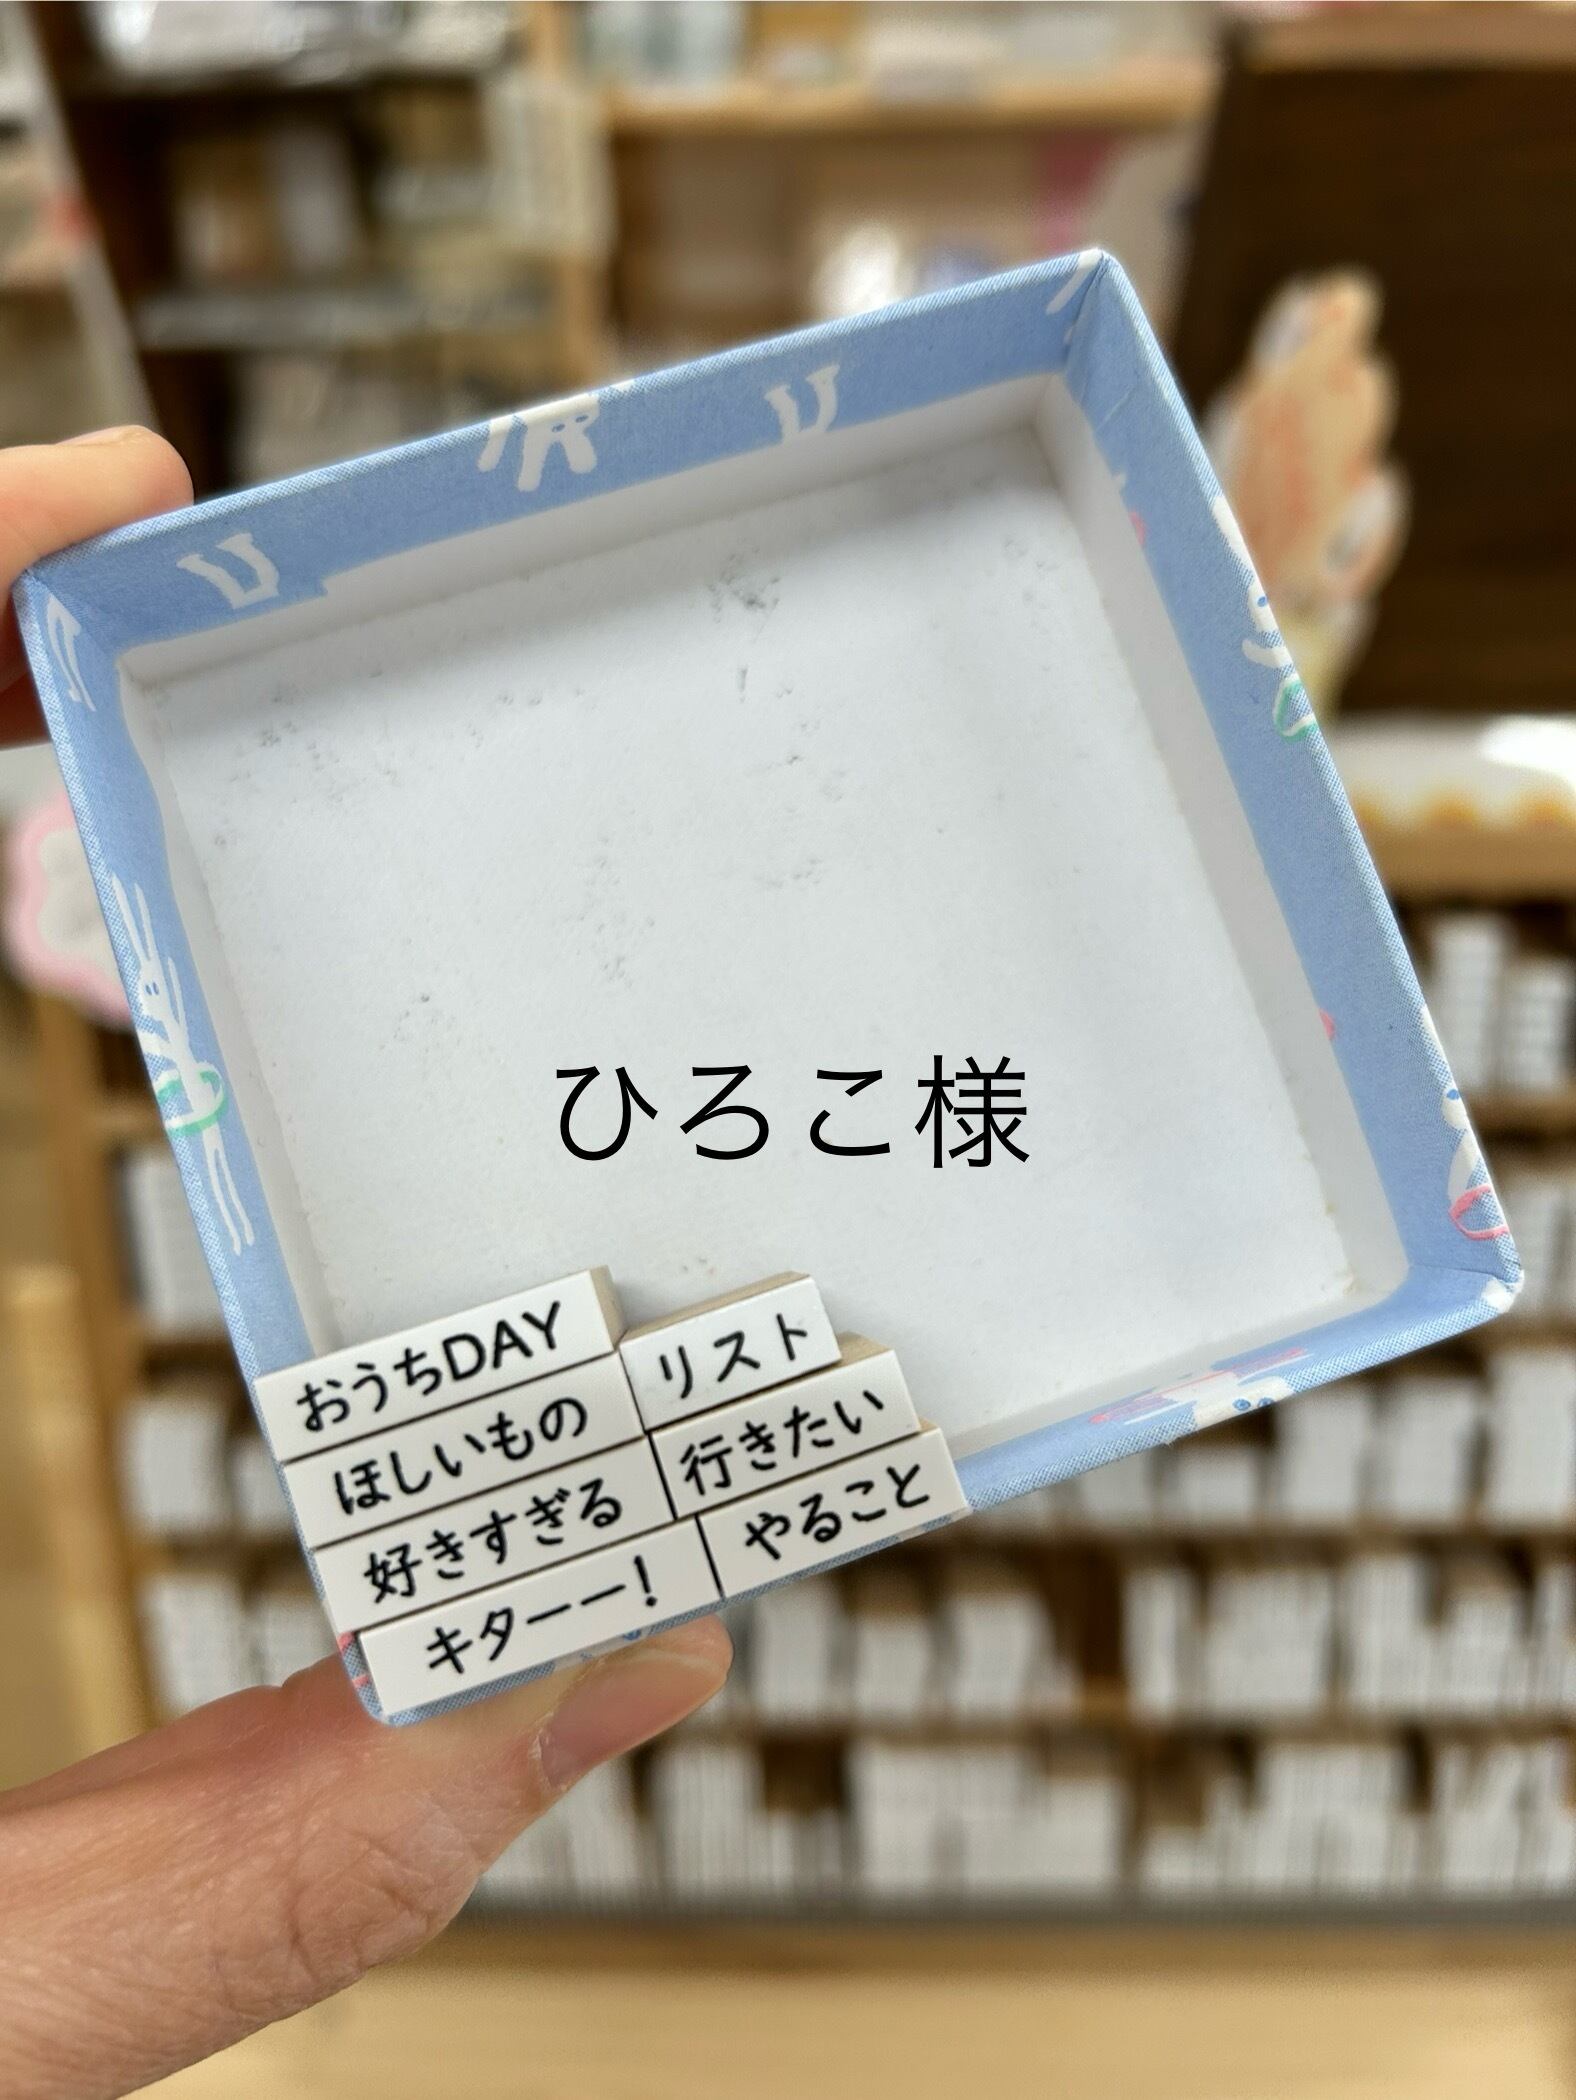 ひろこ様
おうちDAY
ほしいもの
好きすぎる
キターー!
リスト
行きたい
やること